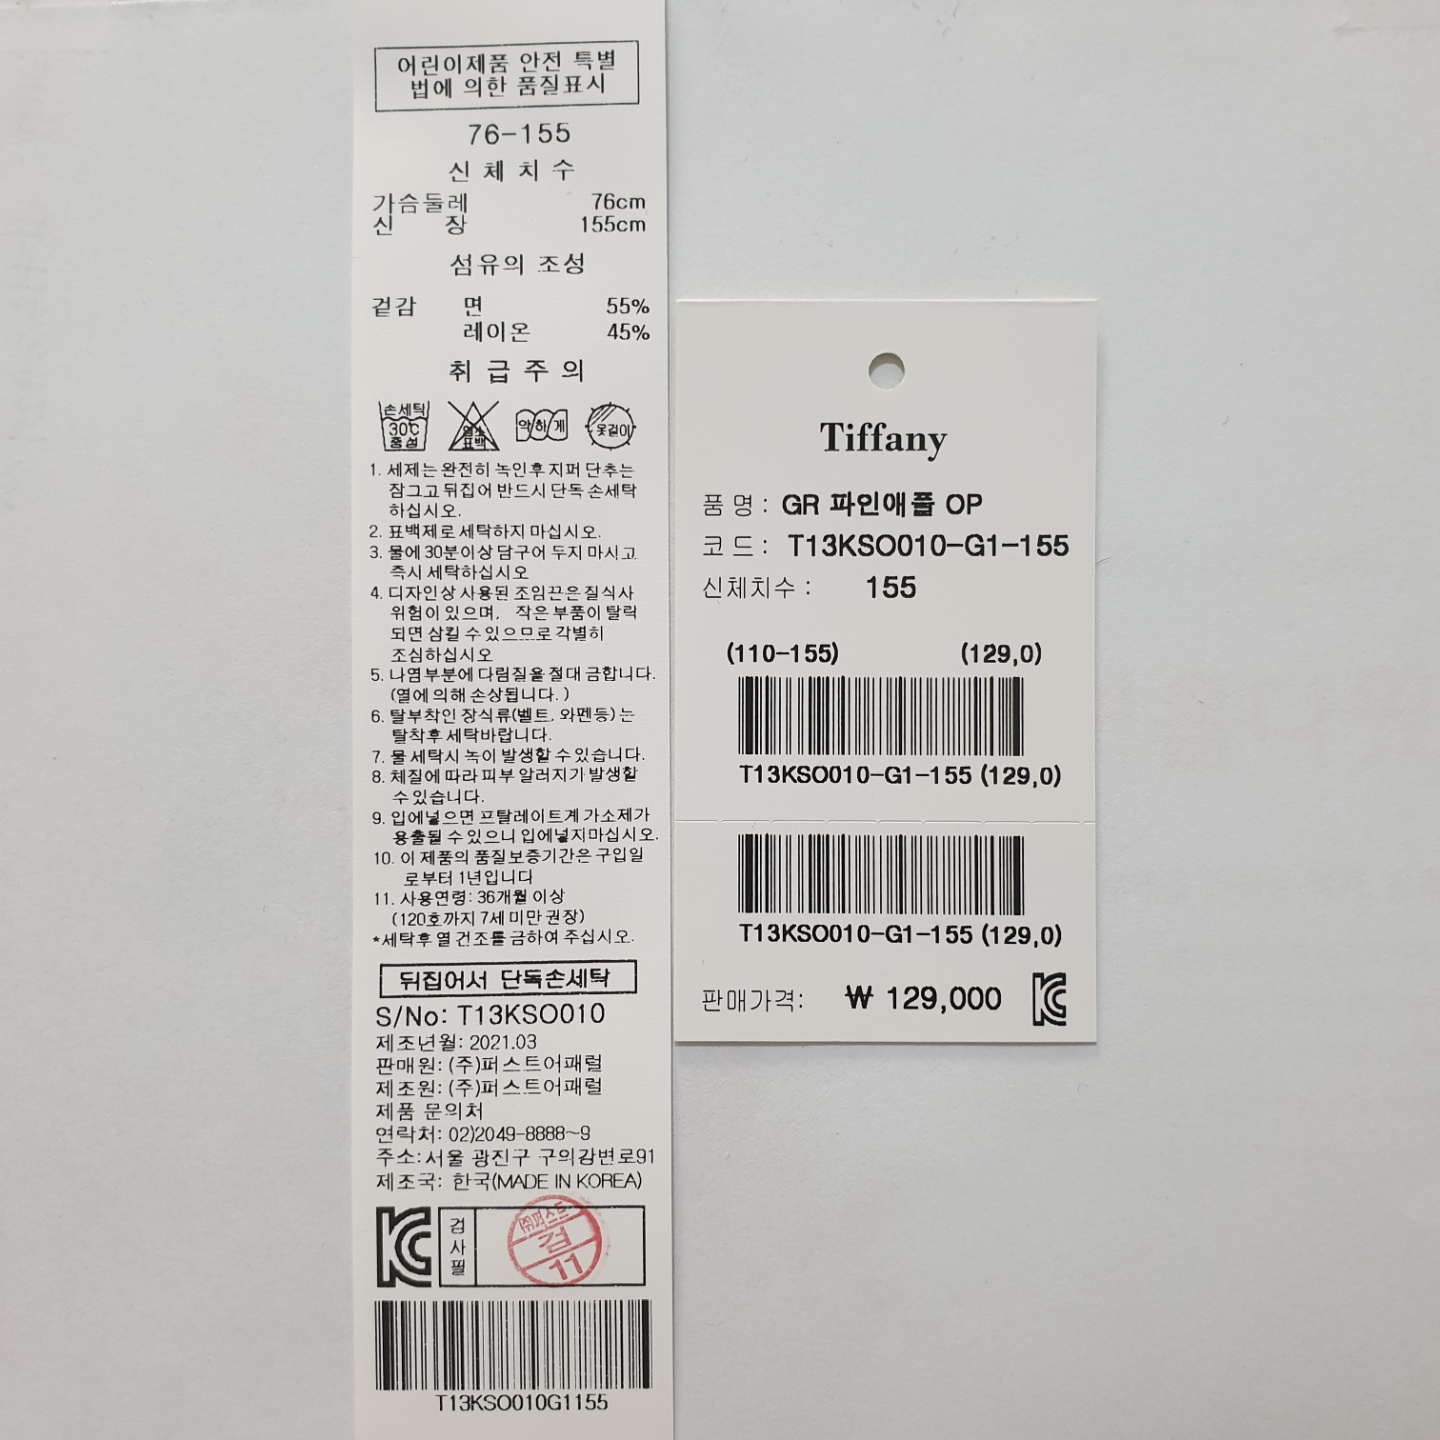 어린이제품 안전 특별
법에 의한 품질표시
76-155
신 체 치 수
가슴둘레 76cm
신 장 155cm
섬유의 조성
겉감 면 55%
레이온 45%
취 급 주 의
손세탁
30℃
중성
염소
표백
약하게
옷걸이
1. 세제는 완전히 녹인후 지퍼 단추는
잠그고 뒤집어 반드시 단독 손세탁
하십시오.
2. 표백제로 세탁하지 마십시오.
3. 물에 30분이상 담구어 두지 마시고
즉시 세탁하십시오
4. 디자인상 사용된 조임끈은 질식사
위험이 있으며, 작은 부품이 탈락
되면 삼킬 수 있으므로 각별히
조심하십시오
5. 나염부분에 다림질을 절대 금합니다.
(열에 의해 손상됩니다. )
6. 탈부착인 장식류(벨트, 와펜등)는
탈착후 세탁바랍니다.
7. 물 세탁시 녹이 발생할 수 있습니다.
8. 체질에 따라 피부 알러지가 발생할
수 있습니다.
9. 입에넣으면 프탈레이트계 가소제가
용출될 수 있으니 입에넣지마십시오.
10. 이 제품의 품질보증기간은 구입일
로부터 1년입니다
11. 사용연령: 36개월 이상
(120호까지 7세 미만 권장)
*세탁후 열 건조를 금하여 주십시오.
뒤집어서 단독손세탁
S/No: T13KSO010
제조년월: 2021.03
판매원: (주)퍼스트어패럴
제조원: (주)퍼스트어패럴
제품 문의처
연락처: 02)2049-8888~9
주소: 서울 광진구 구의강변로91
제조국: 한국(MADE IN KOREA)
KC
검사필
㈜퍼스트
검
11
T13KSO010G1155
Tiffany
품 명 : GR 파인애플 OP
코 드 : T13KSO010-G1-155
신체치수 : 155
(110-155) (129,0)
T13KSO010-G1-155 (129,0)
T13KSO010-G1-155 (129,0)
판매가격: ₩ 129,000 KC